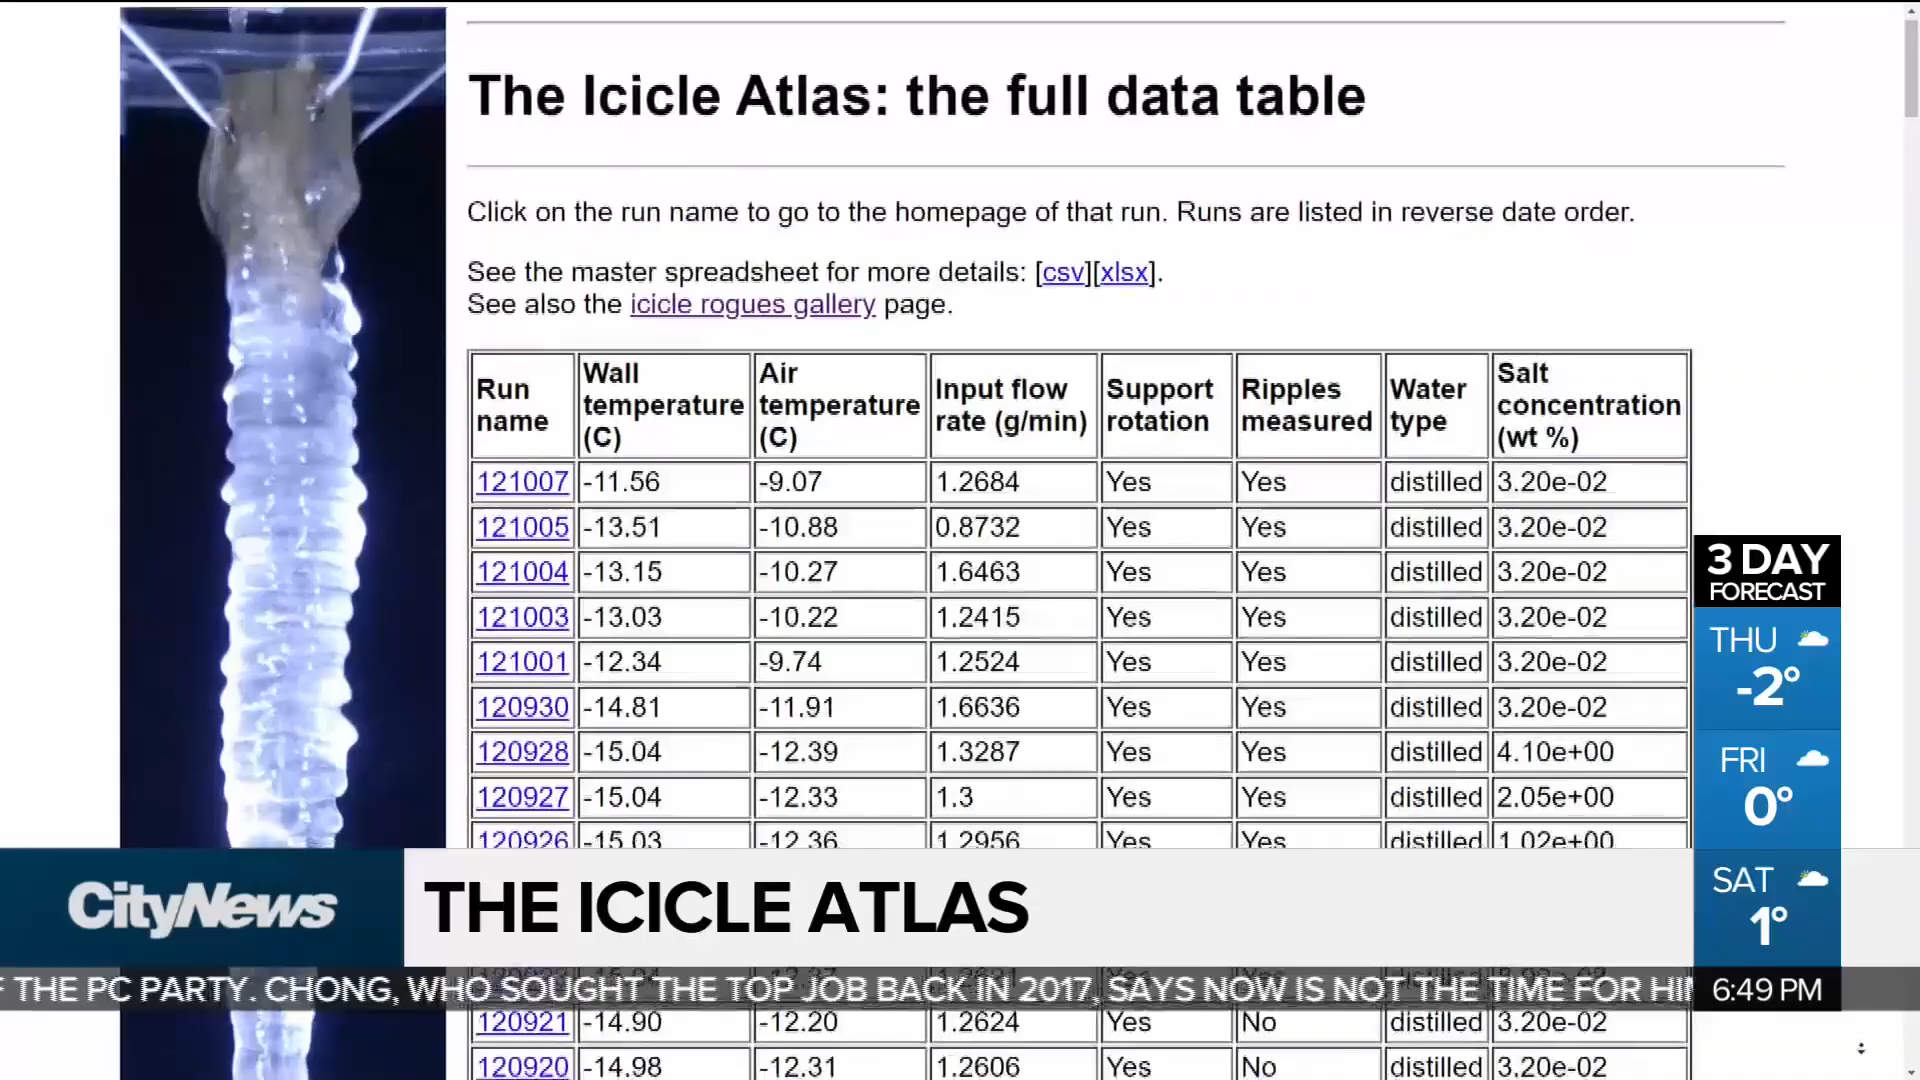 The Icicle Atlas: the full data table
Click on the run name to go to the homepage of that run. Runs are listed in reverse date order.
See the master spreadsheet for more details: [csv][xlsx].
See also the icicle rogues gallery page.
Run name Wall temperature (C) Air temperature (C) Input flow rate (g/min) Support rotation Ripples measured Water type Salt concentration (wt %)
121007 -11.56 -9.07 1.2684 Yes Yes distilled 3.20e-02
121005 -13.51 -10.88 0.8732 Yes Yes distilled 3.20e-02
121004 -13.15 -10.27 1.6463 Yes Yes distilled 3.20e-02
121003 -13.03 -10.22 1.2415 Yes Yes distilled 3.20e-02
121001 -12.34 -9.74 1.2524 Yes Yes distilled 3.20e-02
120930 -14.81 -11.91 1.6636 Yes Yes distilled 3.20e-02
120928 -15.04 -12.39 1.3287 Yes Yes distilled 4.10e+00
120927 -15.04 -12.33 1.3 Yes Yes distilled 2.05e+00
120926 -15.03 -12.36 1.2956 Yes Yes distilled 1.02e+00
3 DAY
FORECAST
THU
-2°
FRI
0°
SAT
1°
CityNews
THE ICICLE ATLAS
THE PC PARTY. CHONG, WHO SOUGHT THE TOP JOB BACK IN 2017, SAYS NOW IS NOT THE TIME FOR
6:49 PM
120921 -14.90 -12.20 1.2624 Yes No distilled 3.20e-02
120920 -14.98 -12.31 1.2606 Yes No distilled 3.20e-02